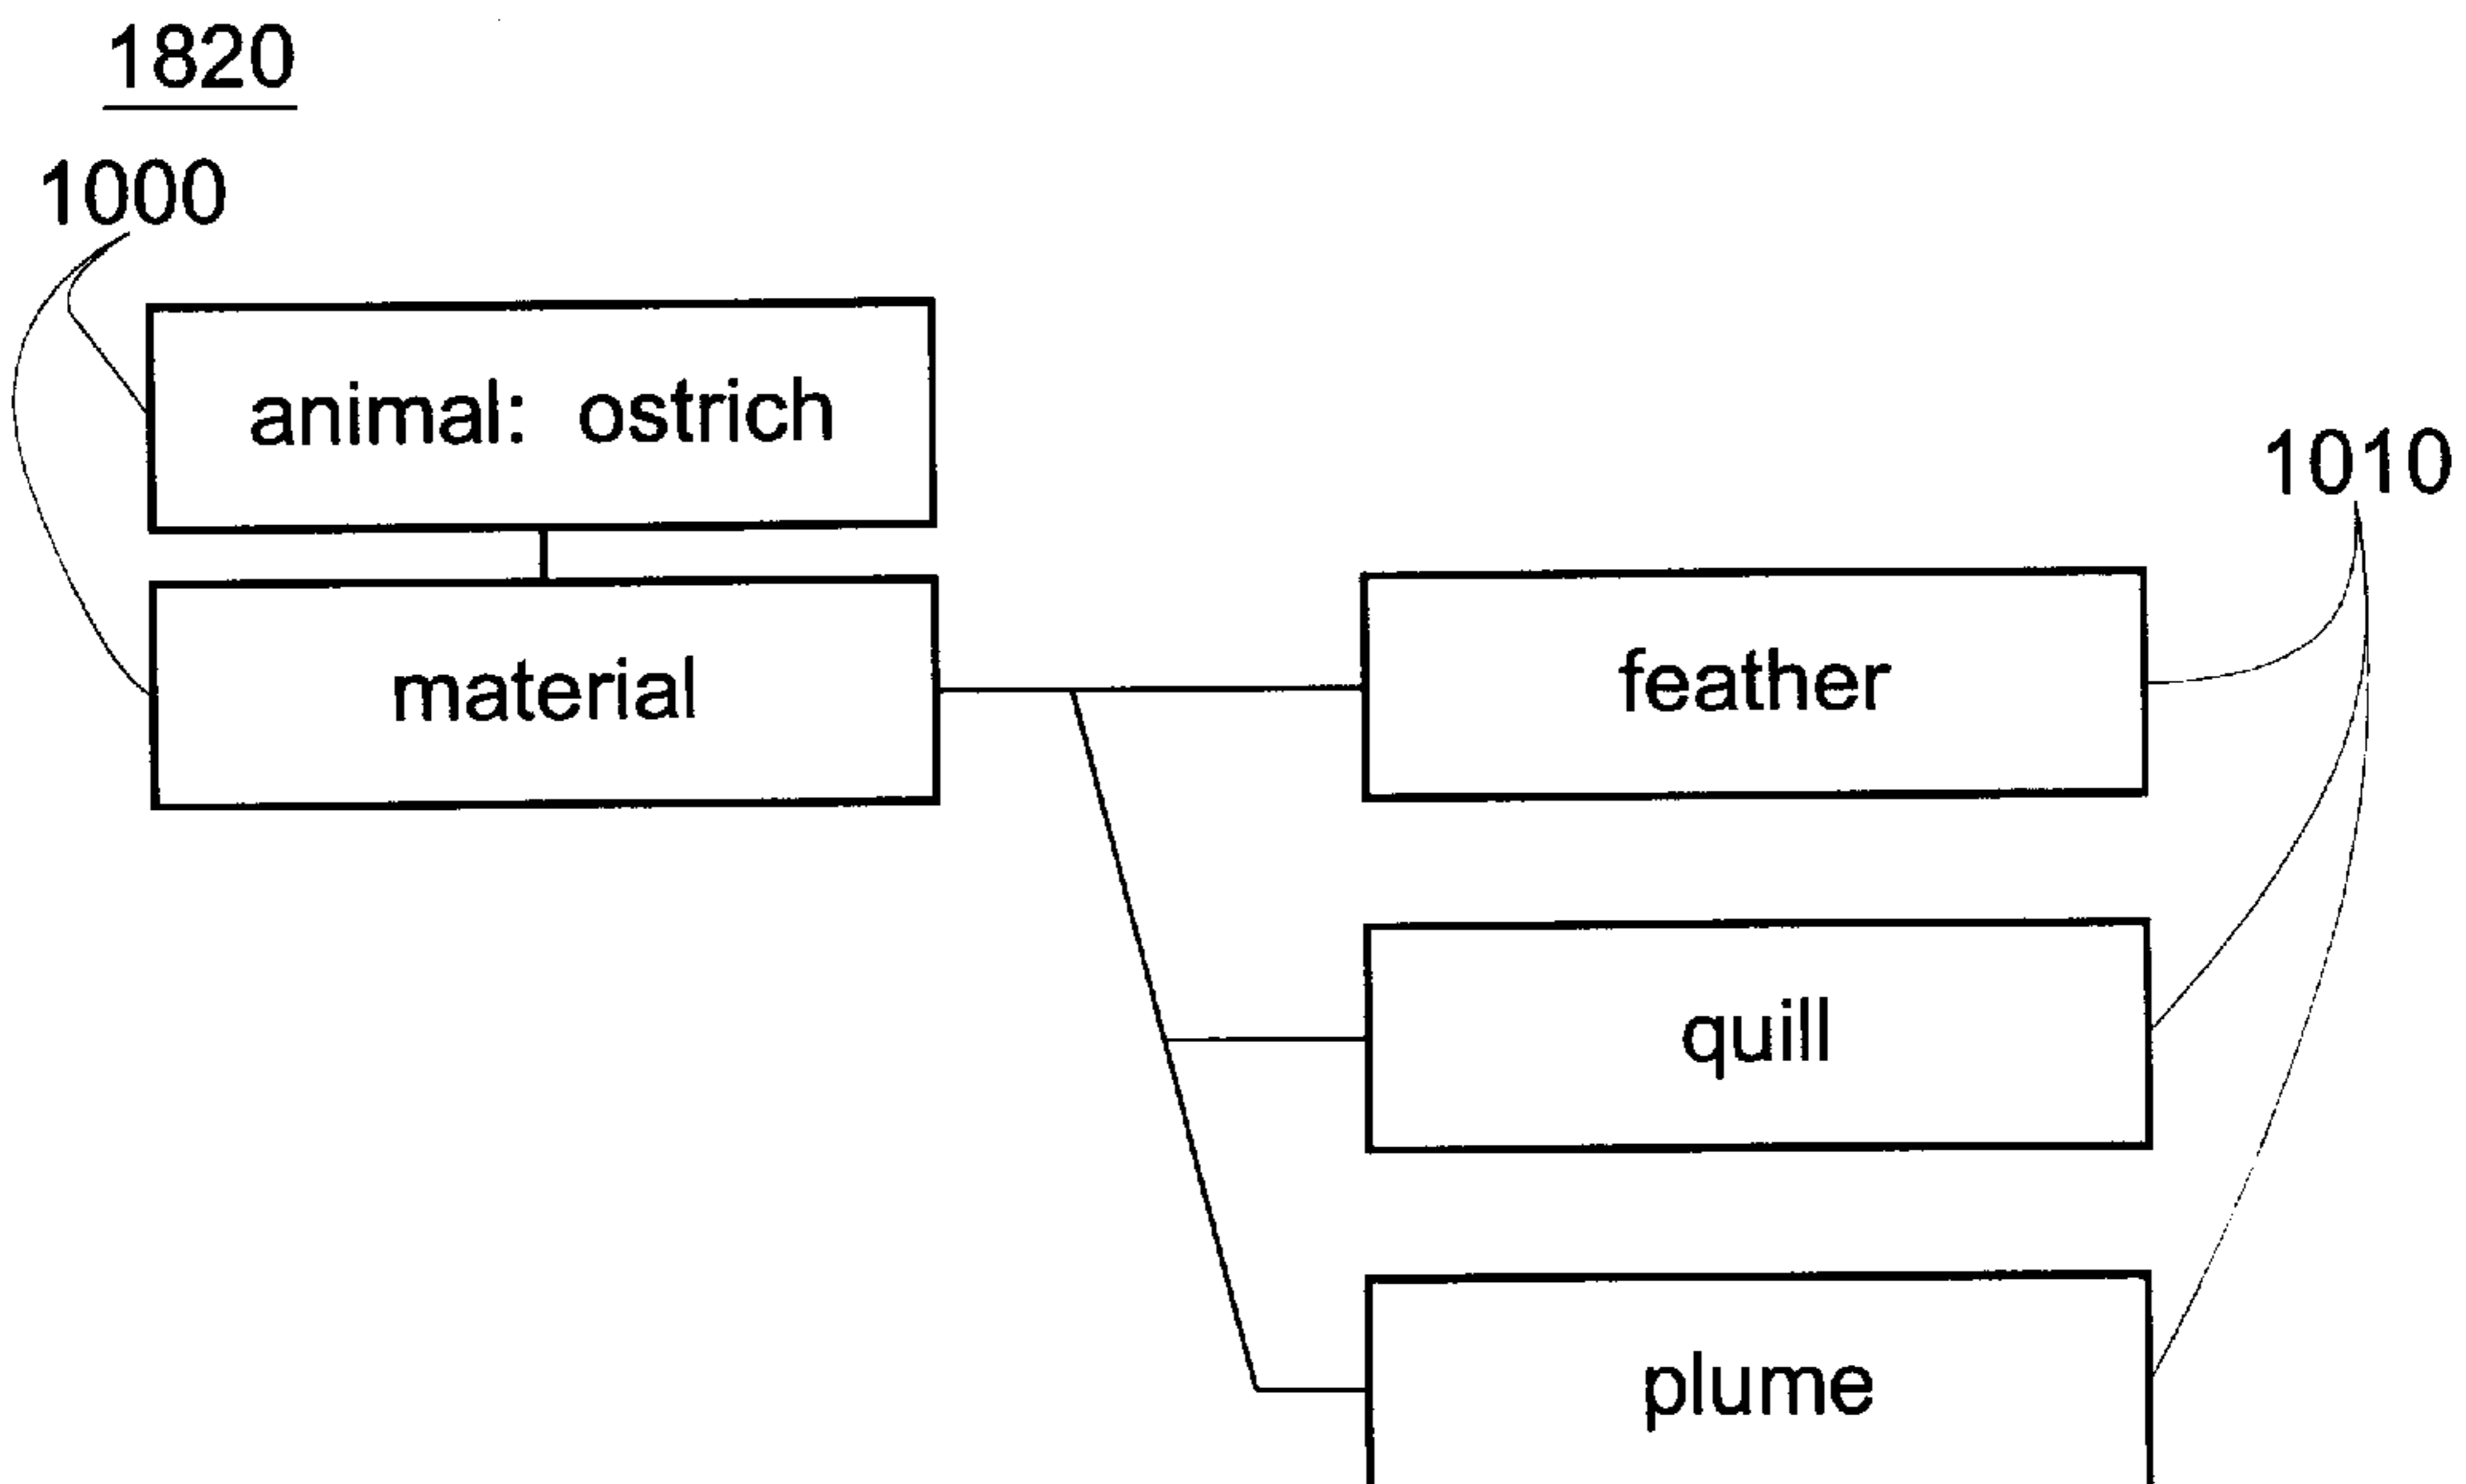 1820
1000
animal: ostrich
1010
material
feather
quill
plume